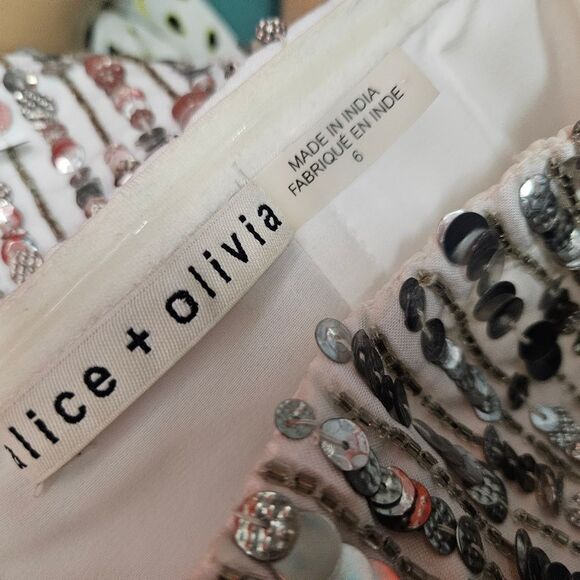 alice + olivia
MADE IN INDIA
FABRIQUÉ EN INDE
6